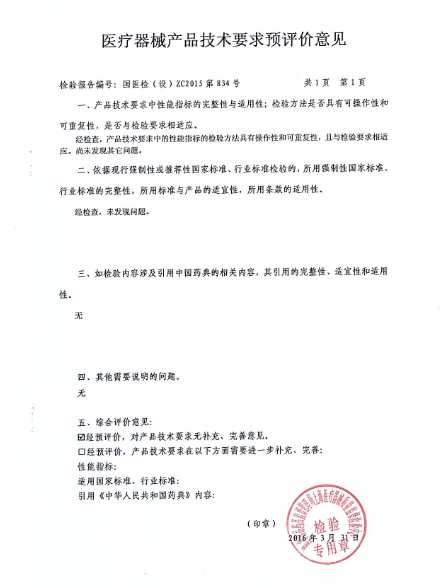 医疗器械产品技术要求预评价意见
检验报告编号：国医检（设）ZC2015第834号 共1页 第1页
一、产品技术要求中性能指标的完整性与适用性；检验方法是否具有可操作性和
可重复性，是否与检验要求相适应。
经检查，产品技术要求中的性能指标的检验方法具有操作性和可重复性，且与检验要求相适
应。尚未发现其它问题。
二、依据现行强制性或推荐性国家标准、行业标准检验的，所用强制性国家标准、
行业标准的完整性，所用标准与产品的适宜性，所用条款的适用性。
经检查，未发现问题。
三、如检验内容涉及引用中国药典的相关内容，其引用的完整性、适宜性和适用
性。
无
四、其他需要说明的问题。
无
五、综合评价意见：
☑经预评价，对产品技术要求无补充、完善意见。
☐经预评价，产品技术要求在以下方面需要进一步补充、完善：
性能指标：
适用国家标准、行业标准：
引用《中华人民共和国药典》内容：
（印章）
检验
2016年3月31日
专用章